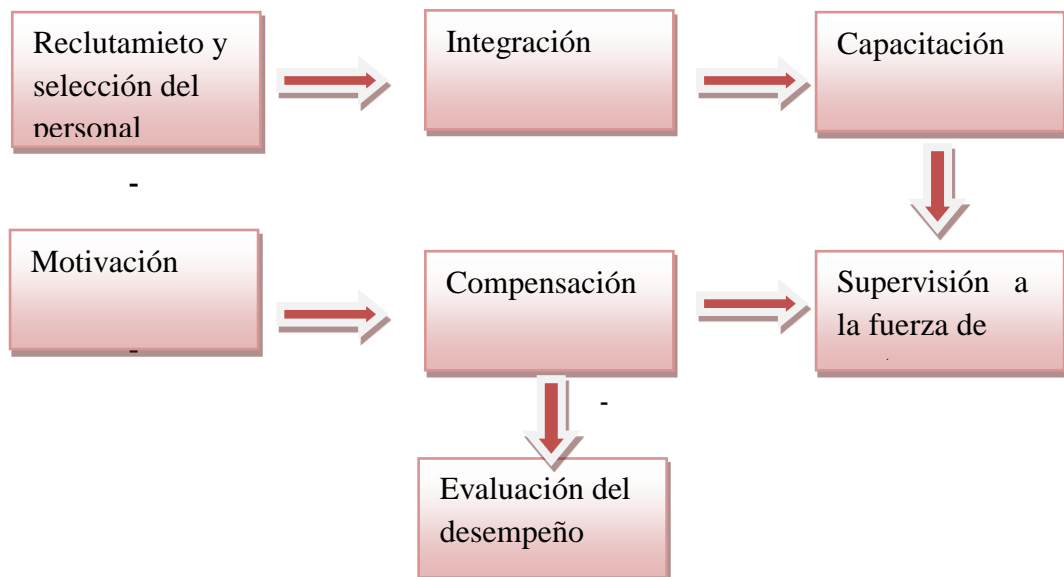 Reclutamieto y
selección del
personal
Integración
Capacitación
-
Motivación
-
Compensación
Supervisión a
la fuerza de
-
Evaluación del
desempeño